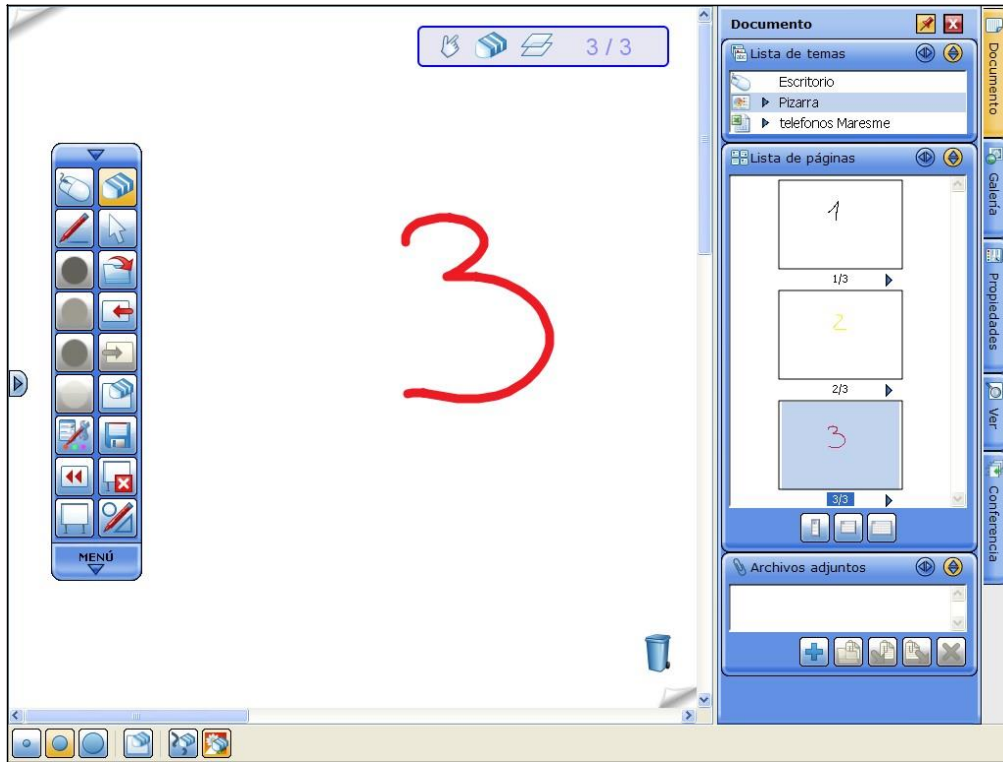 3 / 3
3
MENÚ
Documento
Lista de temas
Escritorio
Pizarra
telefonos Maresme
Lista de páginas
1
1/3
2
2/3
3
3/3
Archivos adjuntos
Documento
Galería
Propiedades
Ver
Conferencia